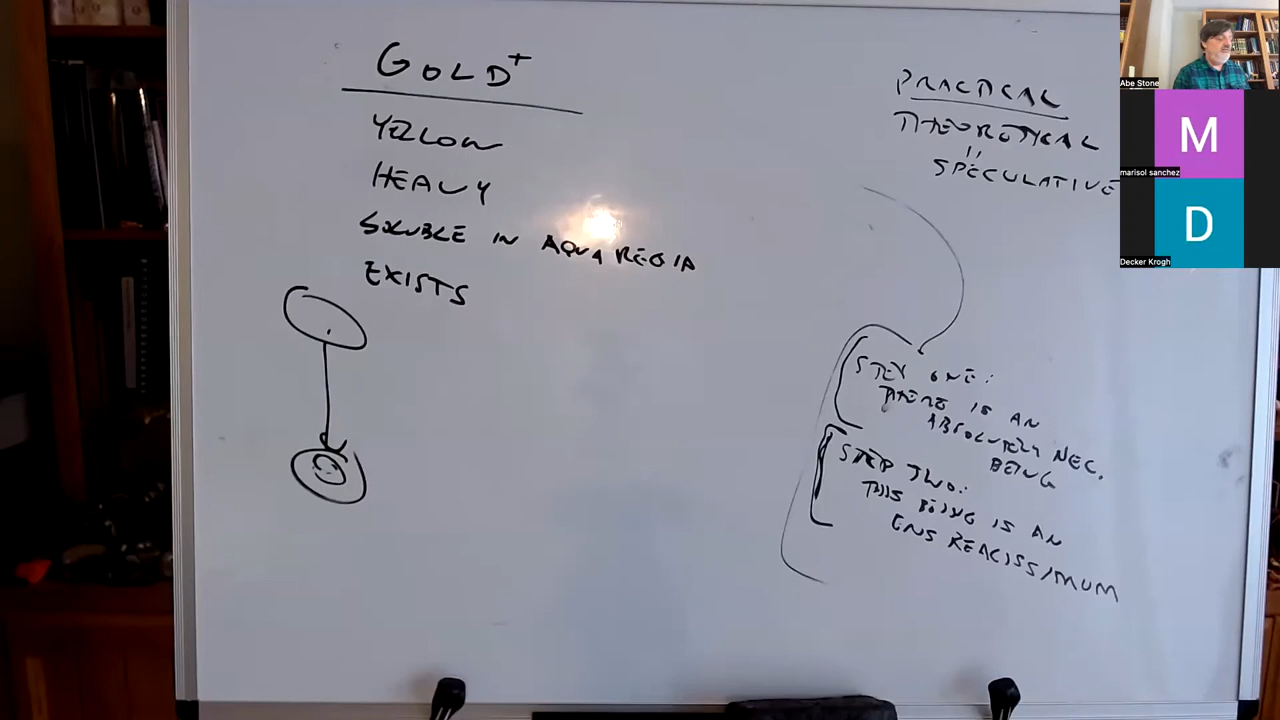 GOLD+
YELLOW
HEAVY
SOLUBLE IN AQUA REGIA
EXISTS
PRACTICAL
THEORETICAL
"
SPECULATIVE
STEP ONE:
THERE IS AN
ABSOLUTELY NEC.
BEING
STEP TWO:
THIS BEING IS AN
ENS REALISSIMUM
Abe Stone
M
marisol sanchez
D
Decker Krogh